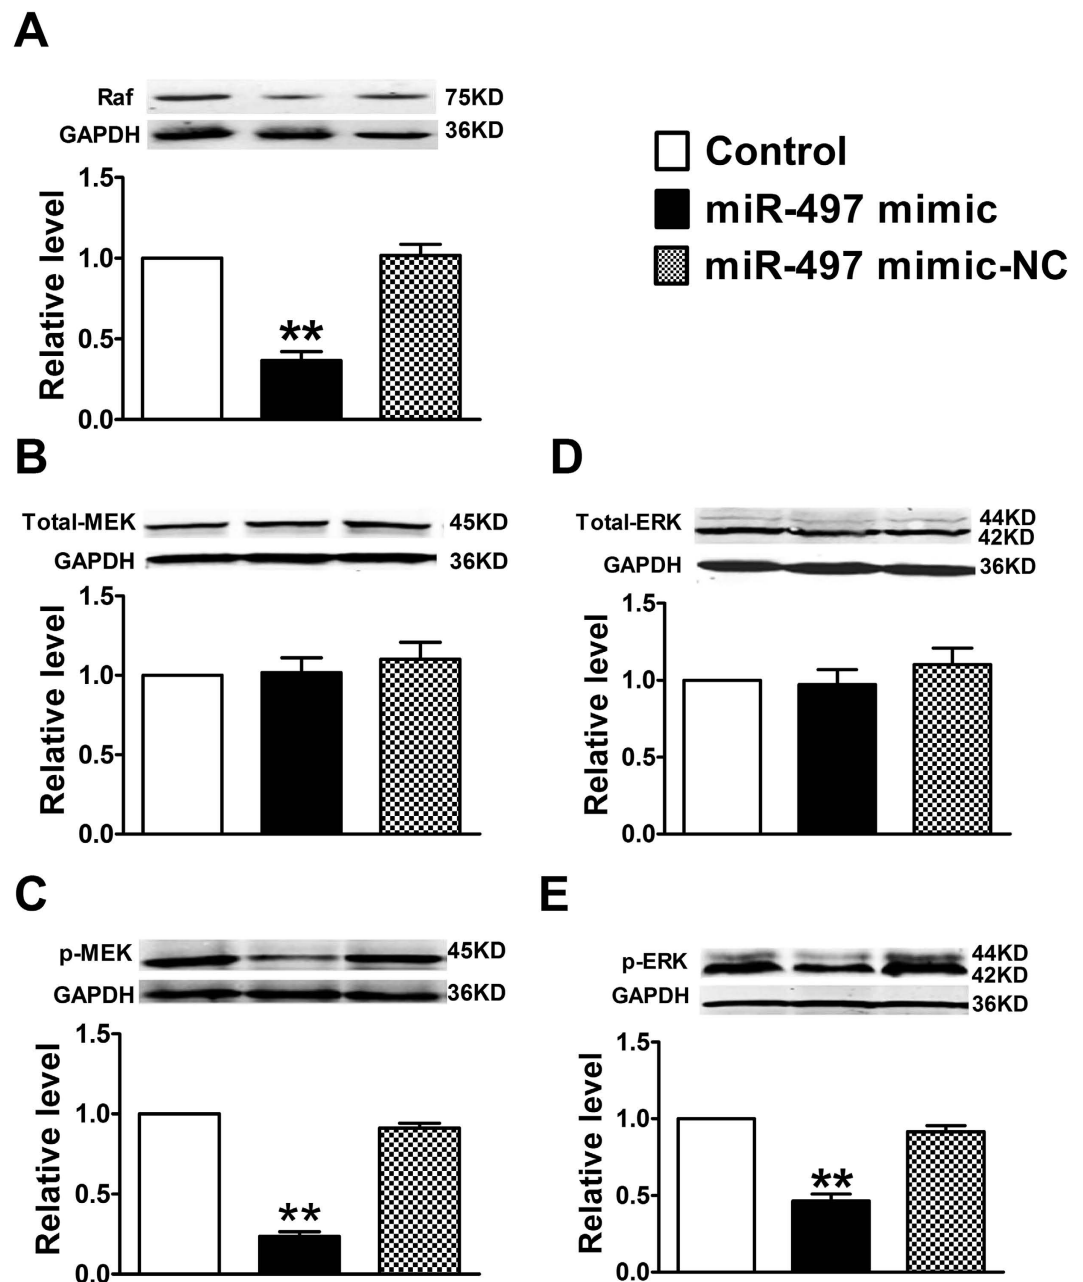 A
Raf 75KD
GAPDH 36KD
Relative level
1.5
1.0
0.5
0.0
**
Control
miR-497 mimic
miR-497 mimic-NC
B
Total-MEK 45KD
GAPDH 36KD
Relative level
1.5
1.0
0.5
0.0
D
Total-ERK 44KD
42KD
GAPDH 36KD
Relative level
1.5
1.0
0.5
0.0
C
p-MEK 45KD
GAPDH 36KD
Relative level
1.5
1.0
0.5
0.0
**
E
p-ERK 44KD
42KD
GAPDH 36KD
Relative level
1.5
1.0
0.5
0.0
**